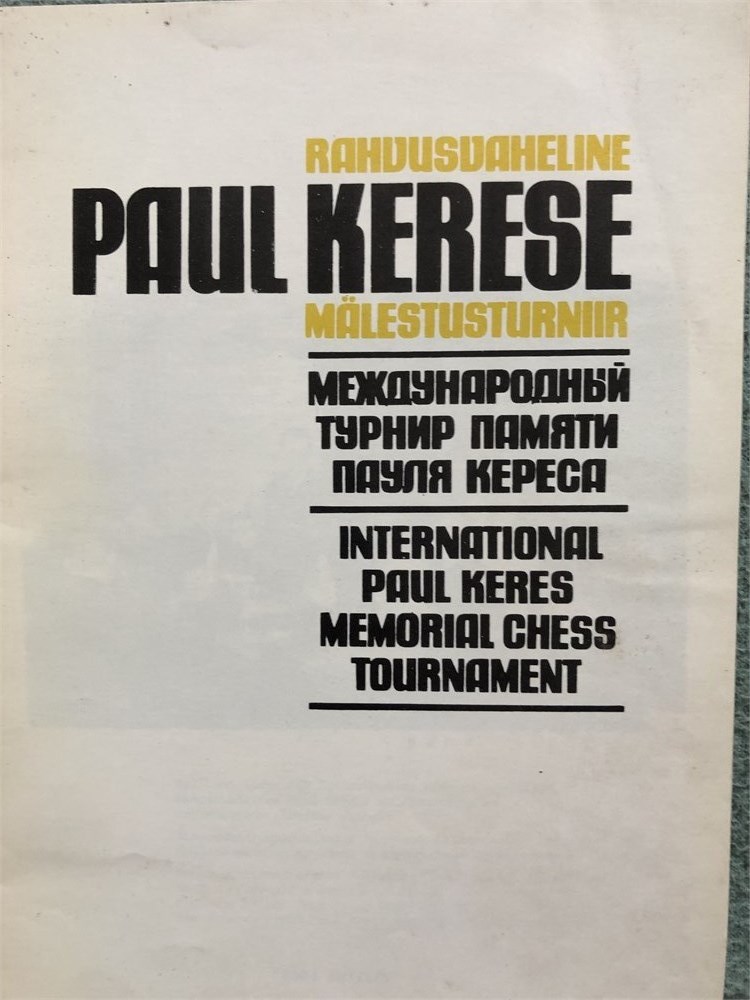 RAHVUSVAHELINE
PAUL KERESE
MÄLESTUSTURNIIR
МЕЖДУНАРОДНЫЙ
ТУРНИР ПАМЯТИ
ПАУЛЯ КЕРЕСА
INTERNATIONAL
PAUL KERES
MEMORIAL CHESS
TOURNAMENT